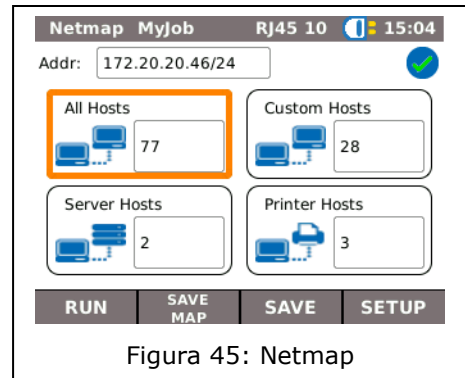 Netmap MyJob RJ45 10 15:04
Addr: 172.20.20.46/24
All Hosts
77
Custom Hosts
28
Server Hosts
2
Printer Hosts
3
RUN SAVE MAP SAVE SETUP
Figura 45: Netmap